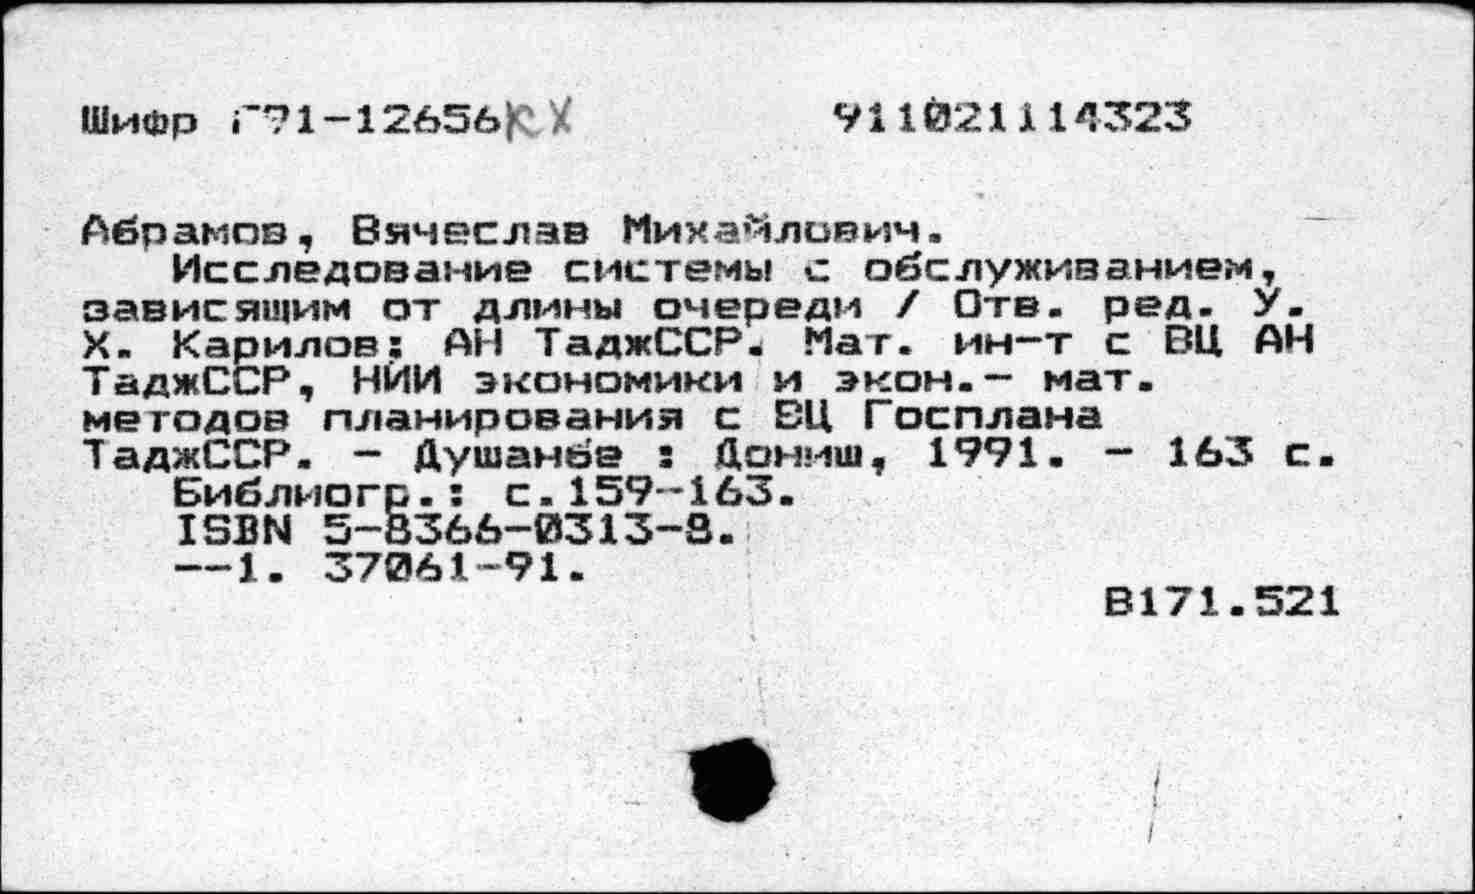 Шифр Г91-12656КХ 911021114323
Абрамов, Вячеслав Михайлович.
Исследование системы с обслуживанием,
зависящим от длины очереди / Отв. ред. У.
Х. Карилов; АН ТаджССР. Мат. ин-т с ВЦ АН
ТаджССР, НИИ экономики и экон.- мат.
методов планирования с ВЦ Госплана
ТаджССР. - Душанбе : Дониш, 1991. - 163 с.
Библиогр.: с.159-163.
ISBN 5-8366-0313-8.
--1. 37061-91.
В171.521